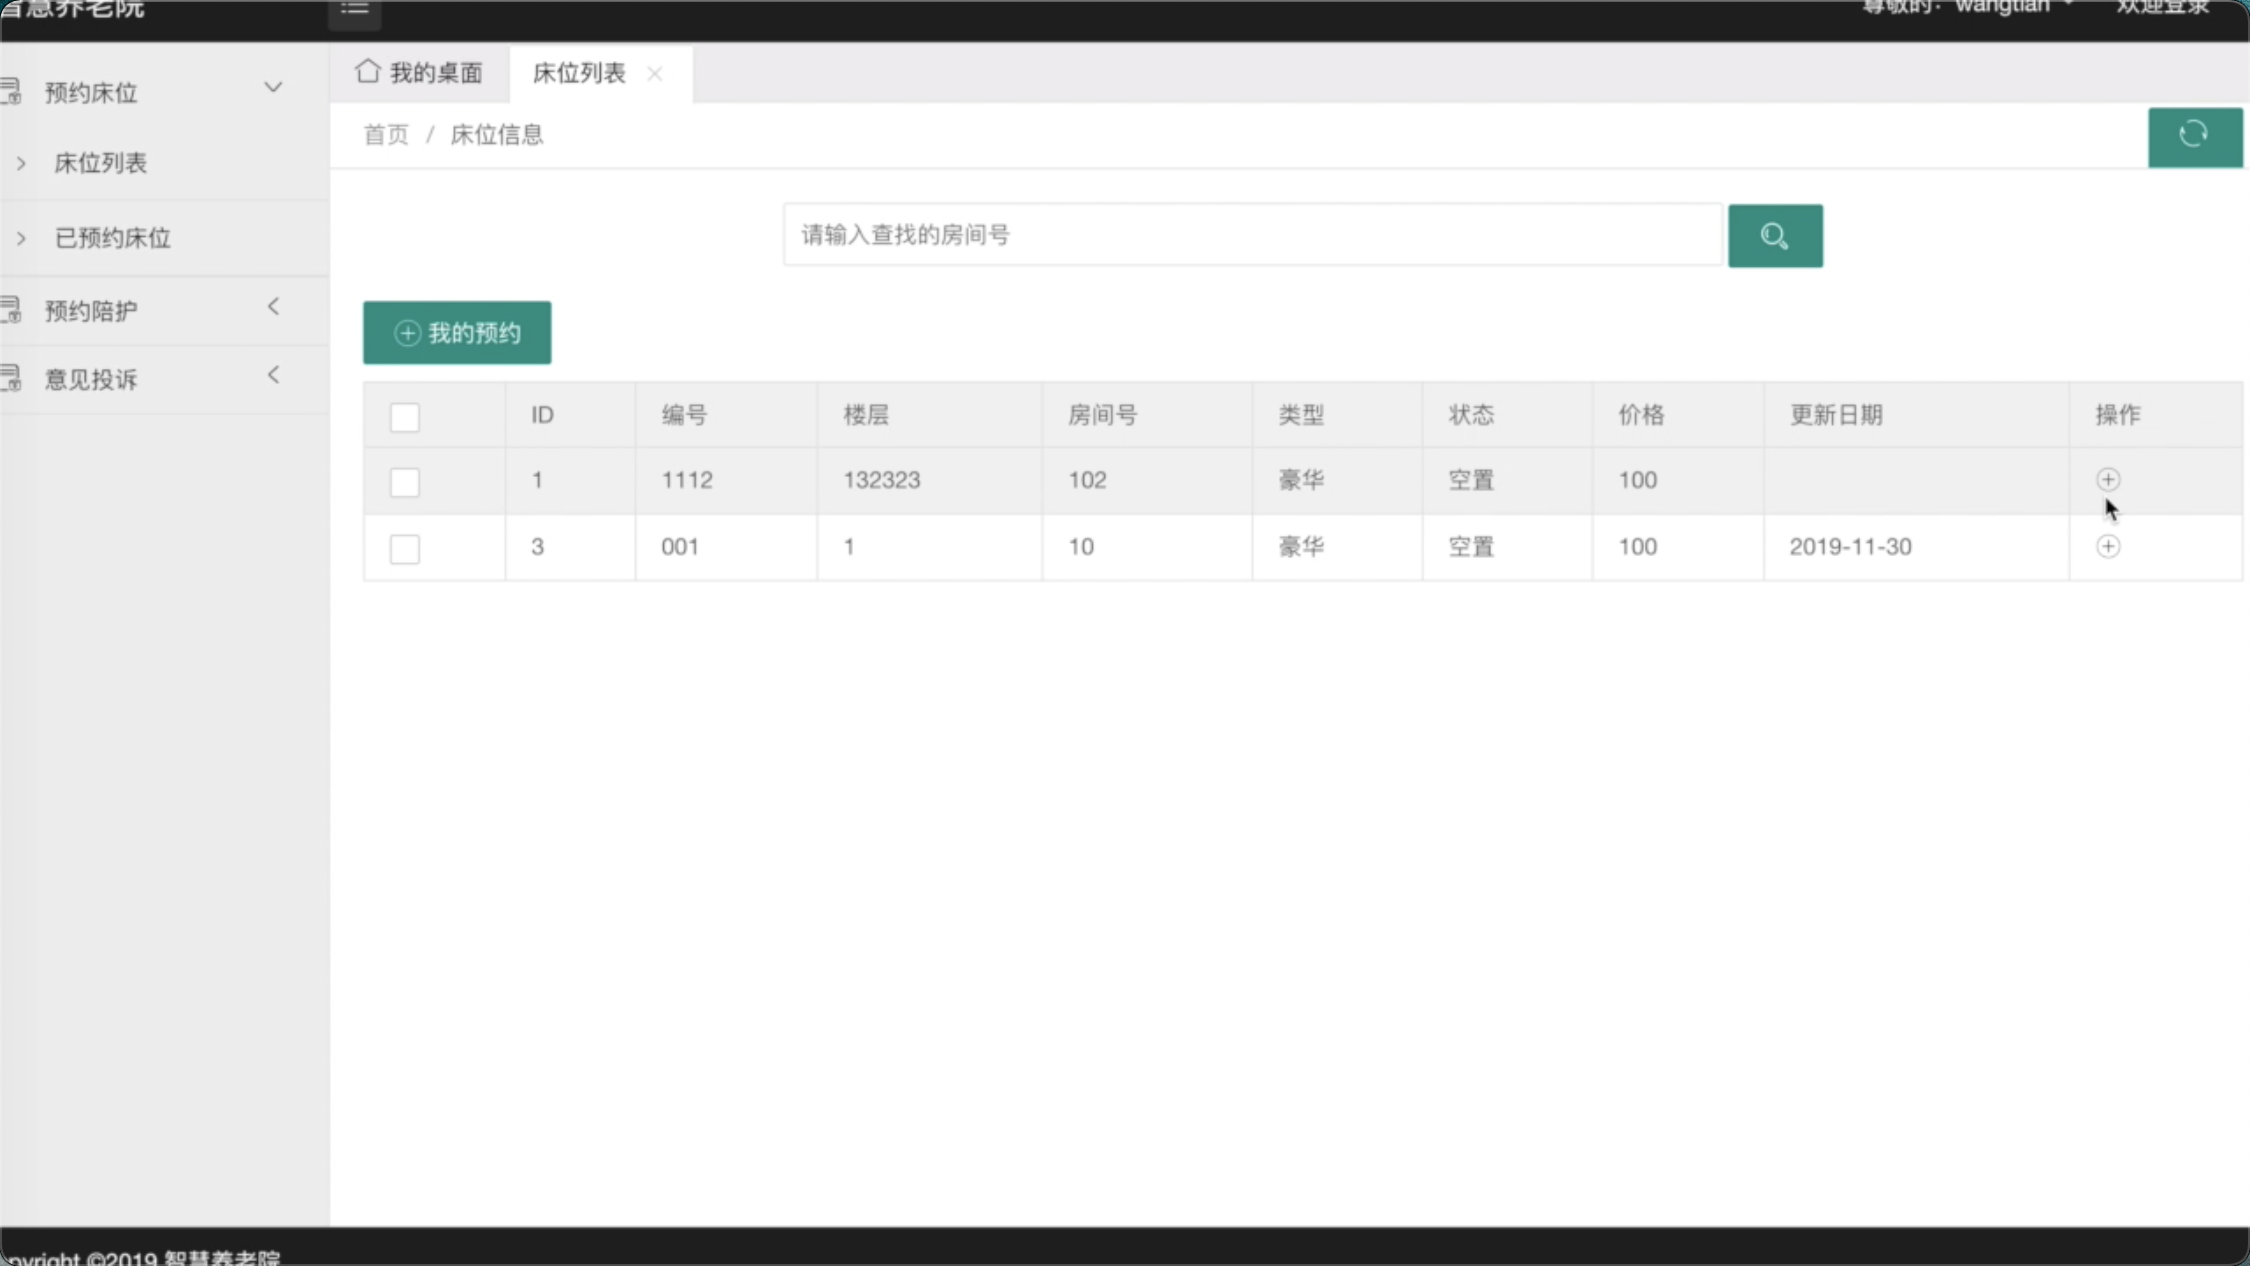 智慧养老院
尊敬的：wangtian 欢迎登录
预约床位
床位列表
已预约床位
预约陪护
意见投诉
我的桌面 床位列表
首页 / 床位信息
请输入查找的房间号
我的预约
ID 编号 楼层 房间号 类型 状态 价格 更新日期 操作
1 1112 132323 102 豪华 空置 100
3 001 1 10 豪华 空置 100 2019-11-30
pyright ©2019 智慧养老院